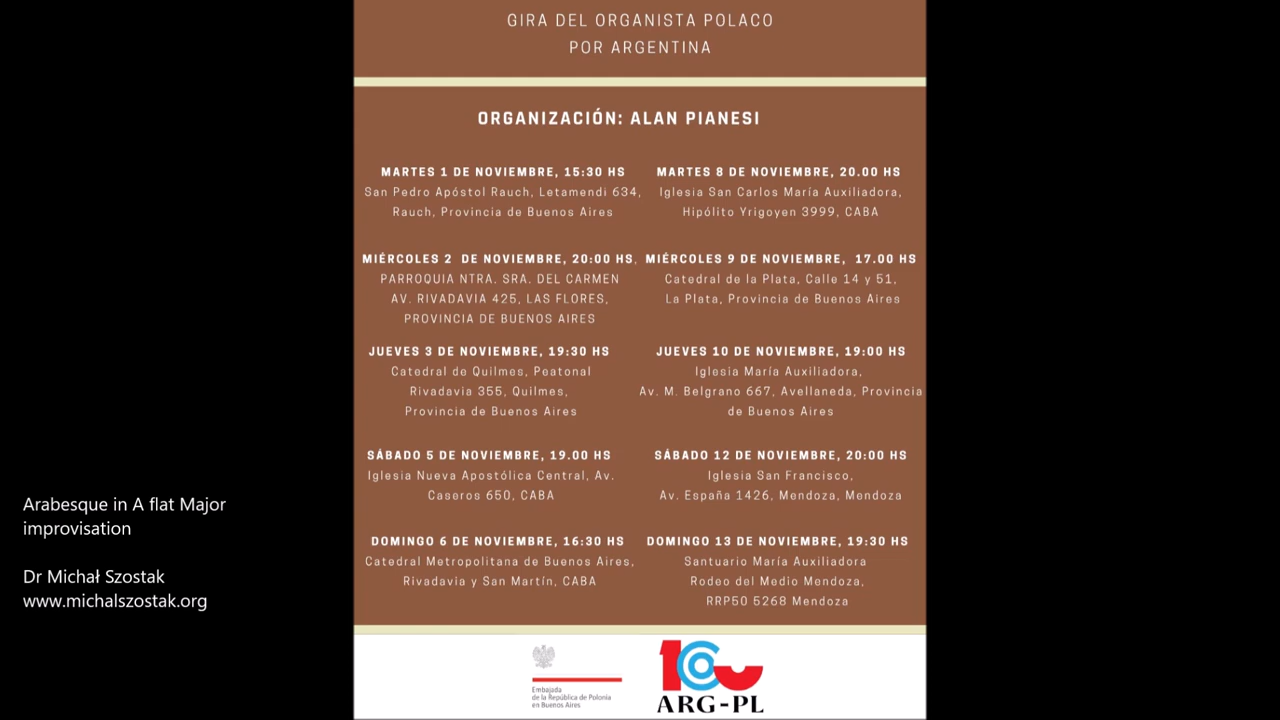 GIRA DEL ORGANISTA POLACO
POR ARGENTINA
ORGANIZACIÓN: ALAN PIANESI
MARTES 1 DE NOVIEMBRE, 15:30 HS
San Pedro Apóstol Rauch, Letamendi 634,
Rauch, Provincia de Buenos Aires
MIÉRCOLES 2 DE NOVIEMBRE, 20:00 HS.
PARROQUIA NTRA. SRA. DEL CARMEN
AV. RIVADAVIA 425, LAS FLORES,
PROVINCIA DE BUENOS AIRES
JUEVES 3 DE NOVIEMBRE, 19:30 HS
Catedral de Quilmes, Peatonal
Rivadavia 355, Quilmes,
Provincia de Buenos Aires
SÁBADO 5 DE NOVIEMBRE, 19.00 HS
Iglesia Nueva Apostólica Central, Av.
Caseros 650, CABA
DOMINGO 6 DE NOVIEMBRE, 16:30 HS
Catedral Metropolitana de Buenos Aires,
Rivadavia y San Martín, CABA
MARTES 8 DE NOVIEMBRE, 20.00 HS
Iglesia San Carlos María Auxiliadora,
Hipólito Yrigoyen 3999, CABA
MIÉRCOLES 9 DE NOVIEMBRE, 17.00 HS
Catedral de la Plata, Calle 14 y 51,
La Plata, Provincia de Buenos Aires
JUEVES 10 DE NOVIEMBRE, 19:00 HS
Iglesia María Auxiliadora,
Av. M. Belgrano 667, Avellaneda, Provincia
de Buenos Aires
SÁBADO 12 DE NOVIEMBRE, 20:00 HS
Iglesia San Francisco,
Av. España 1426, Mendoza, Mendoza
DOMINGO 13 DE NOVIEMBRE, 19:30 HS
Santuario María Auxiliadora
Rodeo del Medio Mendoza,
RRP50 5268 Mendoza
Embajada
de la República de Polonia
en Buenos Aires
100
ARG-PL
Arabesque in A flat Major
improvisation
Dr Michał Szostak
www.michalszostak.org